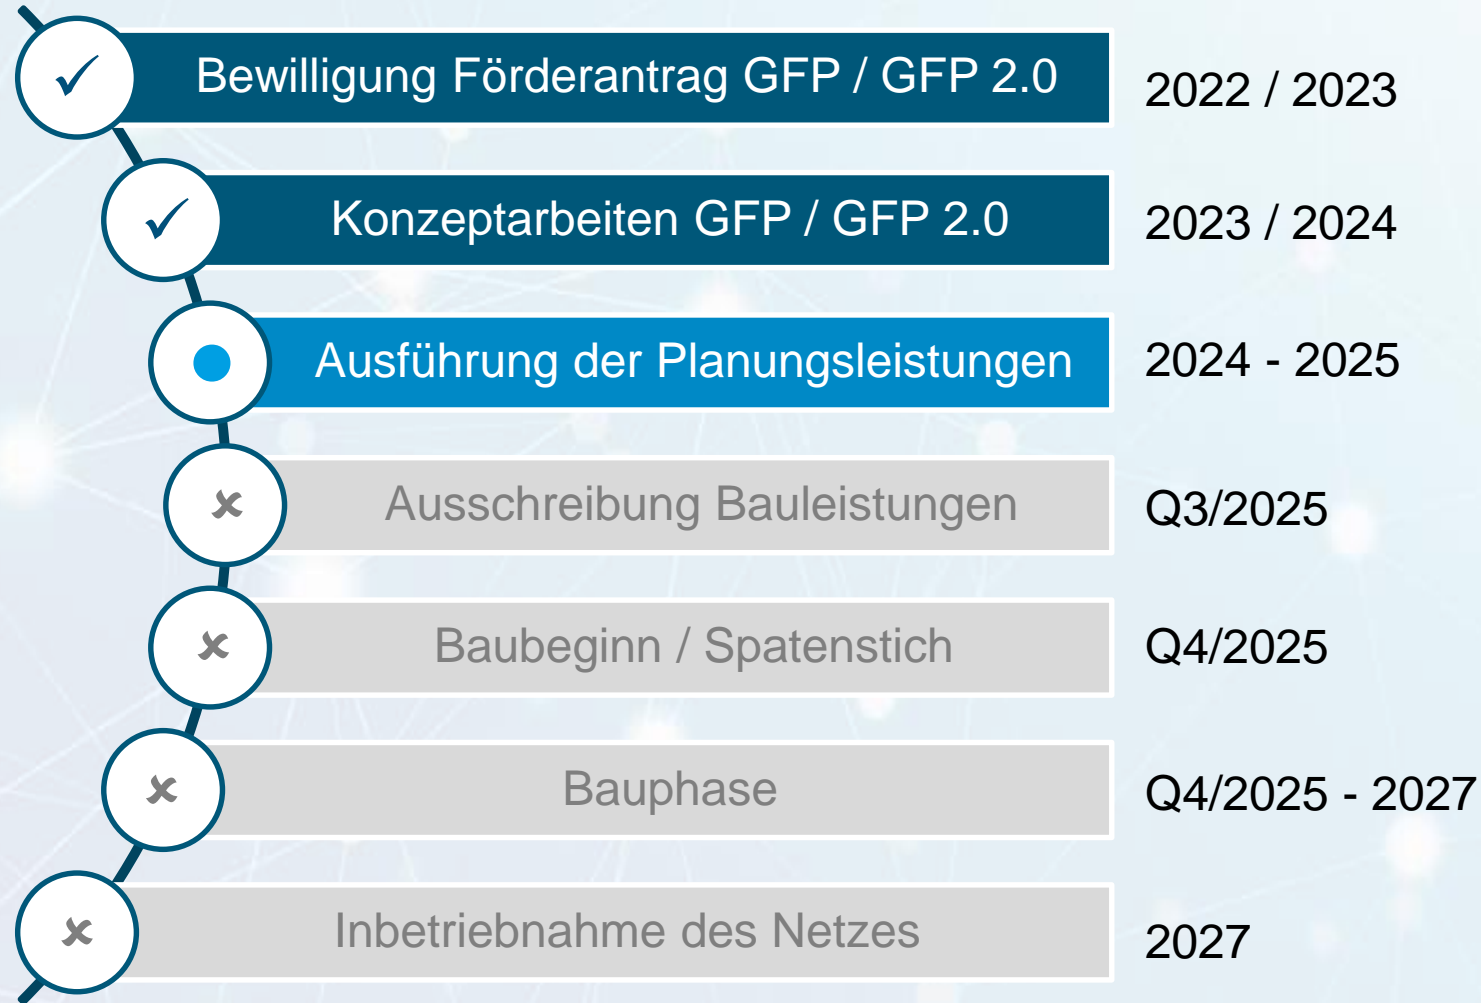 Bewilligung Förderantrag GFP / GFP 2.0
2022 / 2023
Konzeptarbeiten GFP / GFP 2.0
2023 / 2024
Ausführung der Planungsleistungen
2024 - 2025
Ausschreibung Bauleistungen
Q3/2025
Baubeginn / Spatenstich
Q4/2025
Bauphase
Q4/2025 - 2027
Inbetriebnahme des Netzes
2027